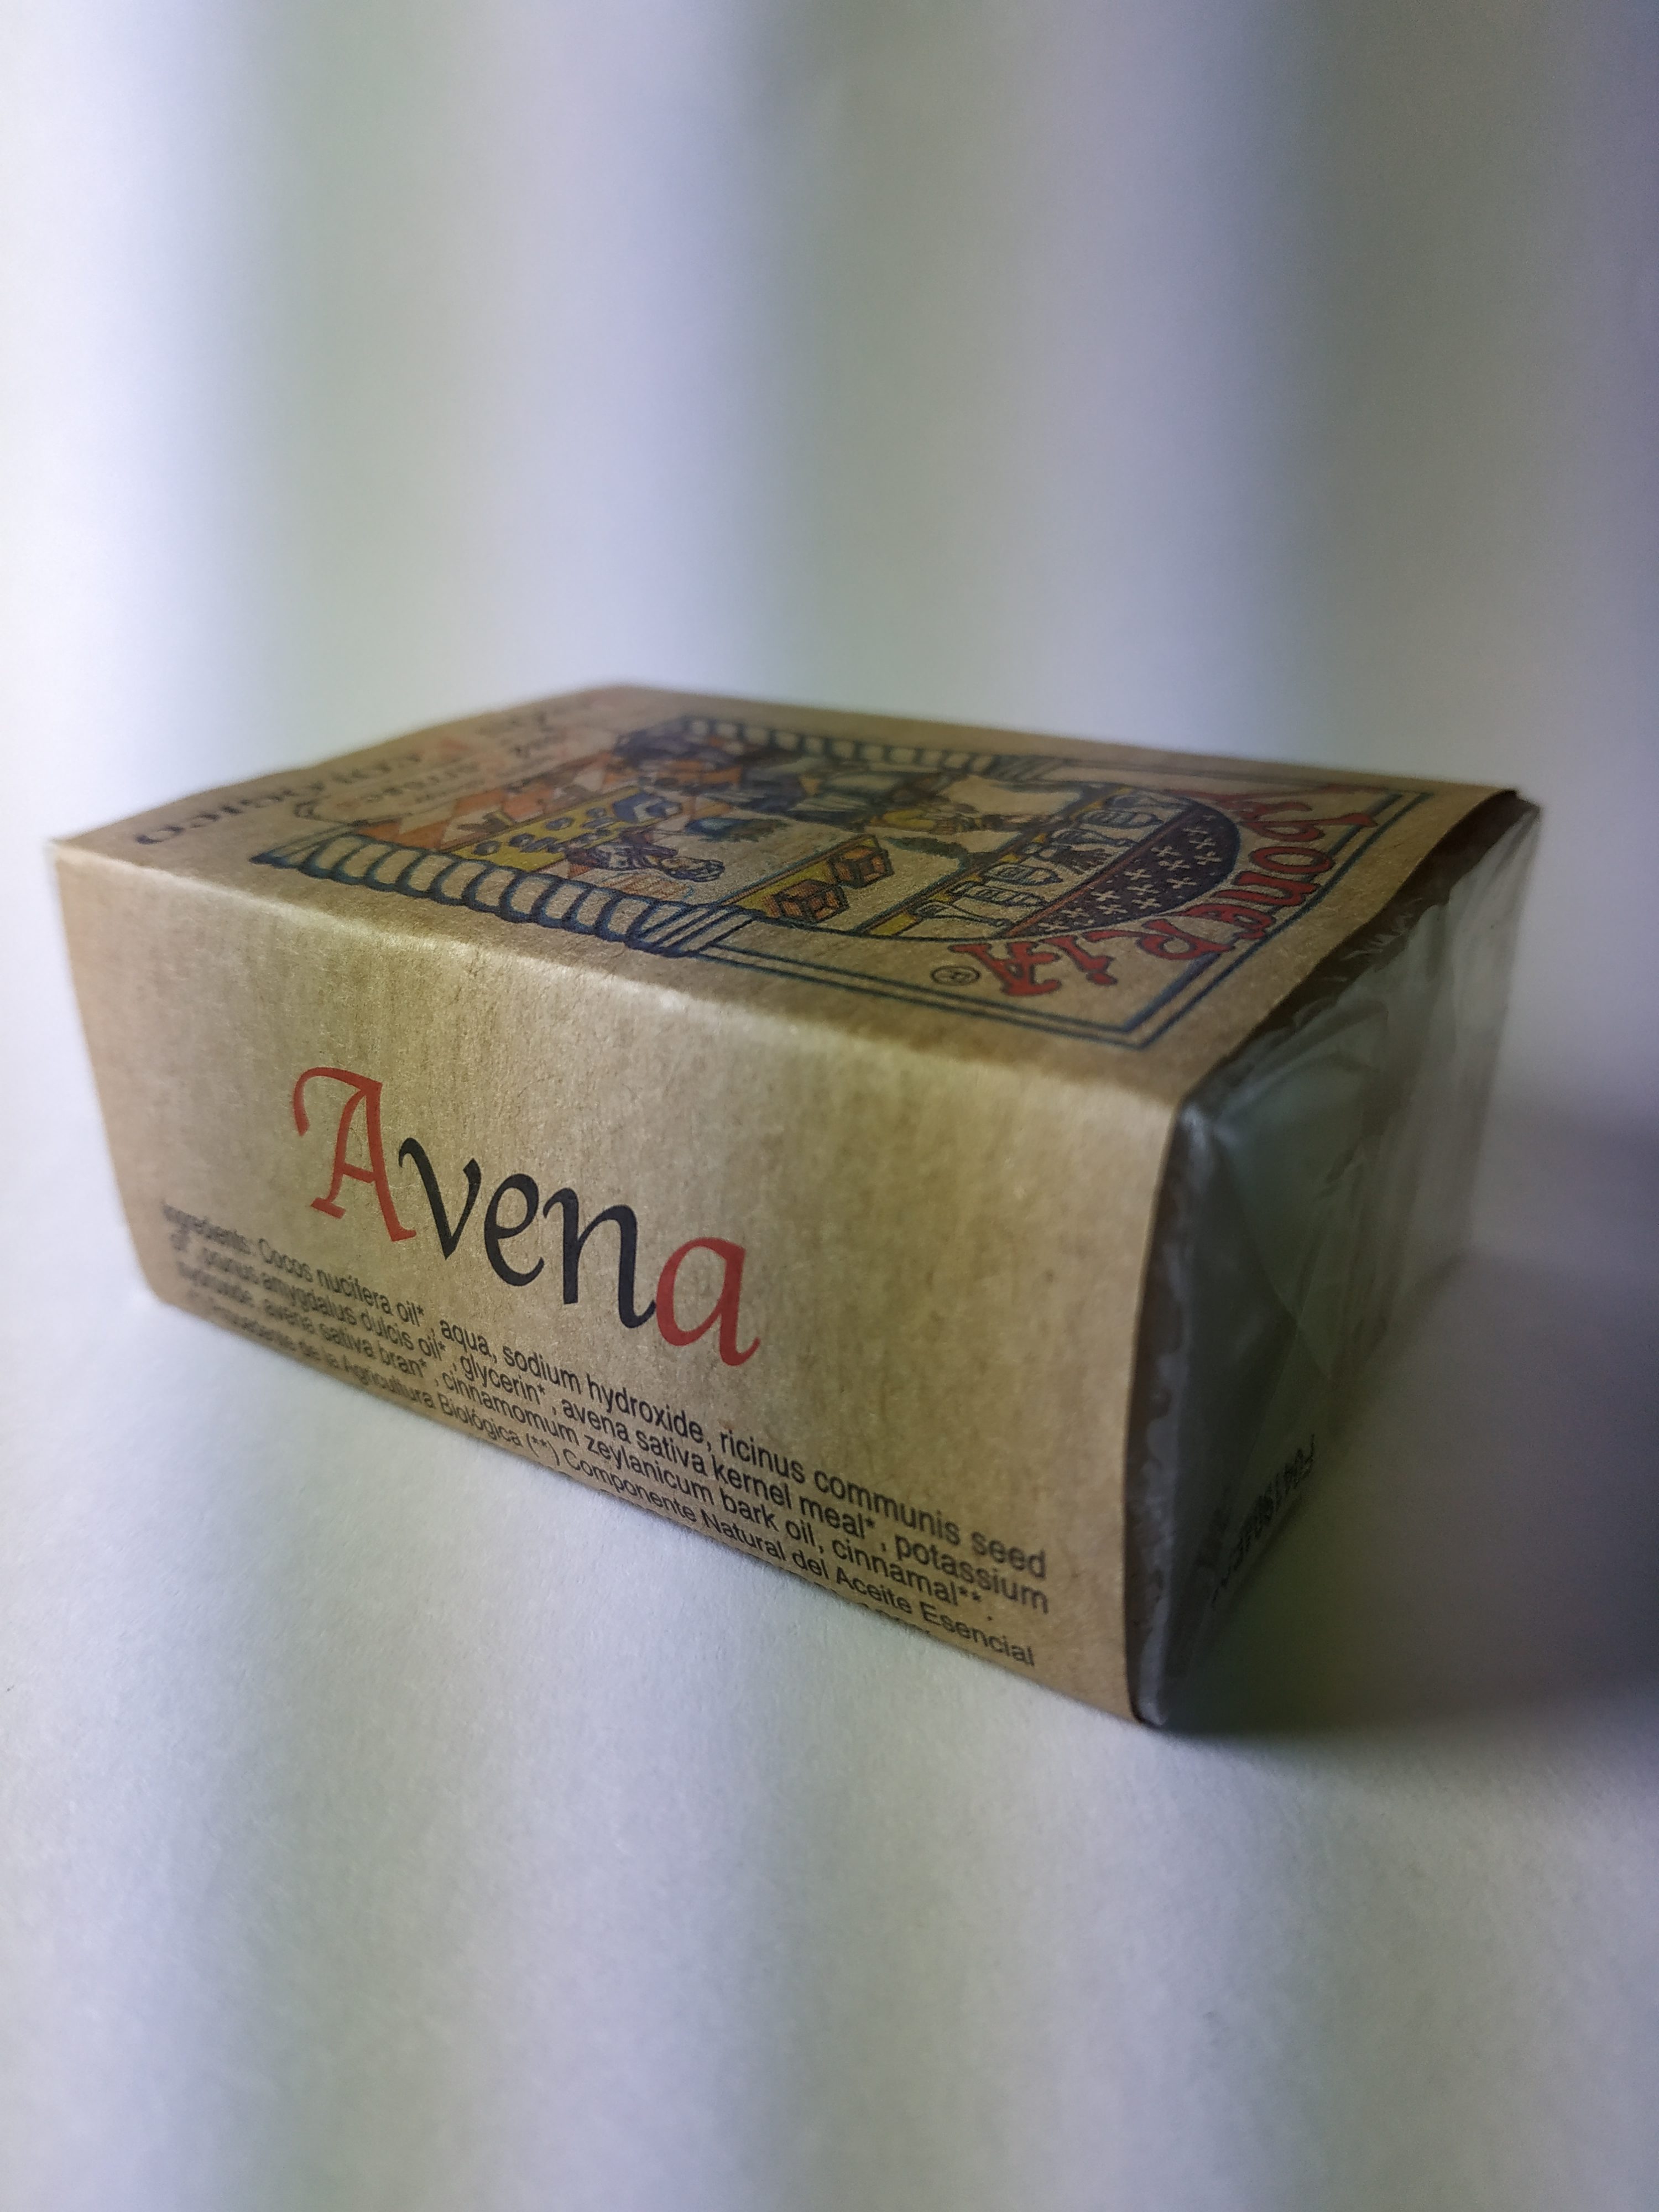 JABONERIA®
ECOLÓGICO
Avena
Ingredients: Cocos nucifera oil*, aqua, sodium hydroxide, ricinus communis seed
oil*, prunus amygdalus dulcis oil*, glycerin*, avena sativa kernel meal*, potassium
hydroxide, avena sativa bran*, cinnamomum zeylanicum bark oil, cinnamal**.
(*) Procedente de la Agricultura Biológica (**) Componente Natural del Aceite Esencial